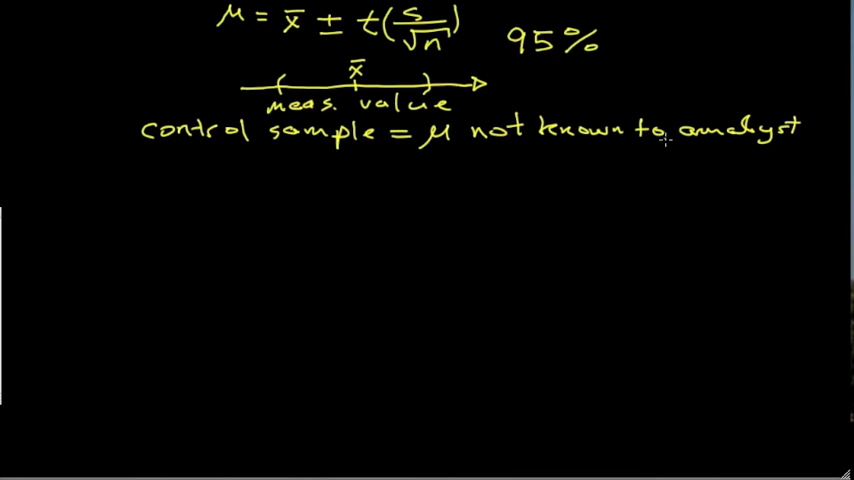 μ = x̄ ± t(s/√n) 95%
x̄
meas. value
control sample = μ not known to analyst